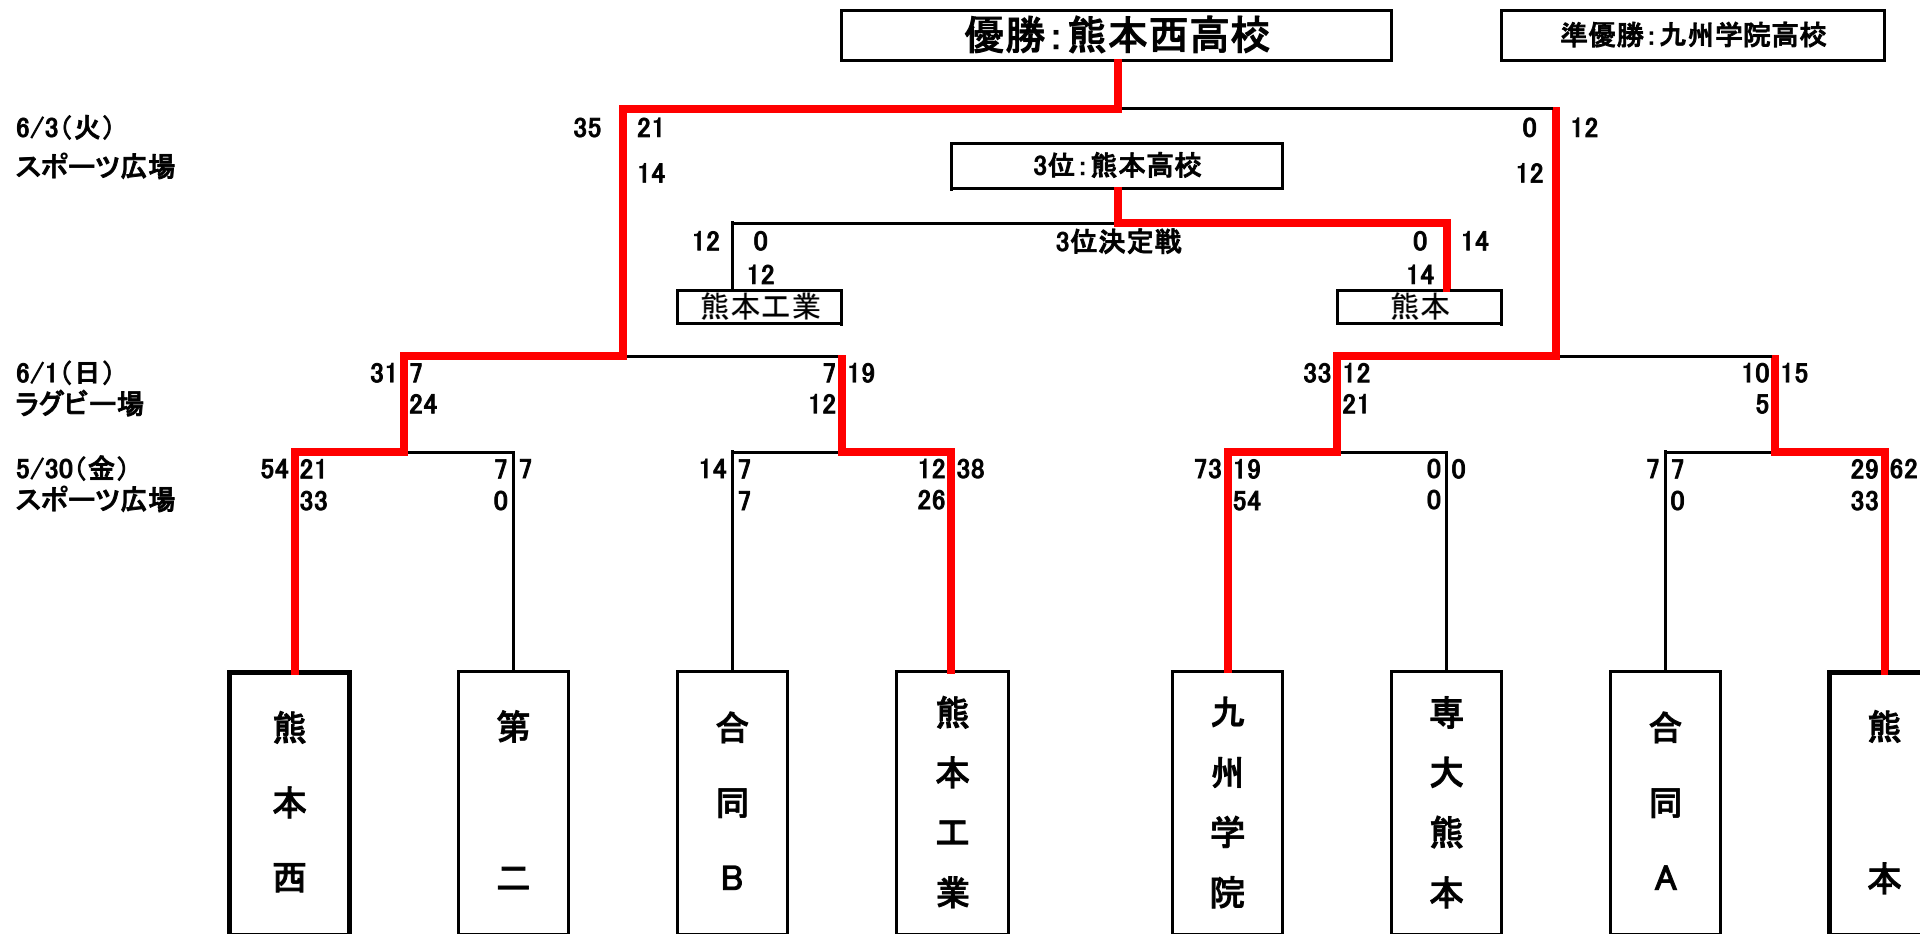 優勝：熊本西高校
準優勝：九州学院高校
6/3（火）
35 21 0 12
スポーツ広場
14 12
3位：熊本高校
12 0 3位決定戦 0 14
12 14
熊本工業 熊本
6/1（日）
31 7 7 19 33 12 10 15
ラグビー場
24 12 21 5
5/30（金）
54 21 7 7 14 7 12 38 73 19 0 0 7 7 29 62
スポーツ広場
33 0 7 26 54 0 0 33
熊本西
第二
合同B
熊本工業
九州学院
専大熊本
合同A
熊本